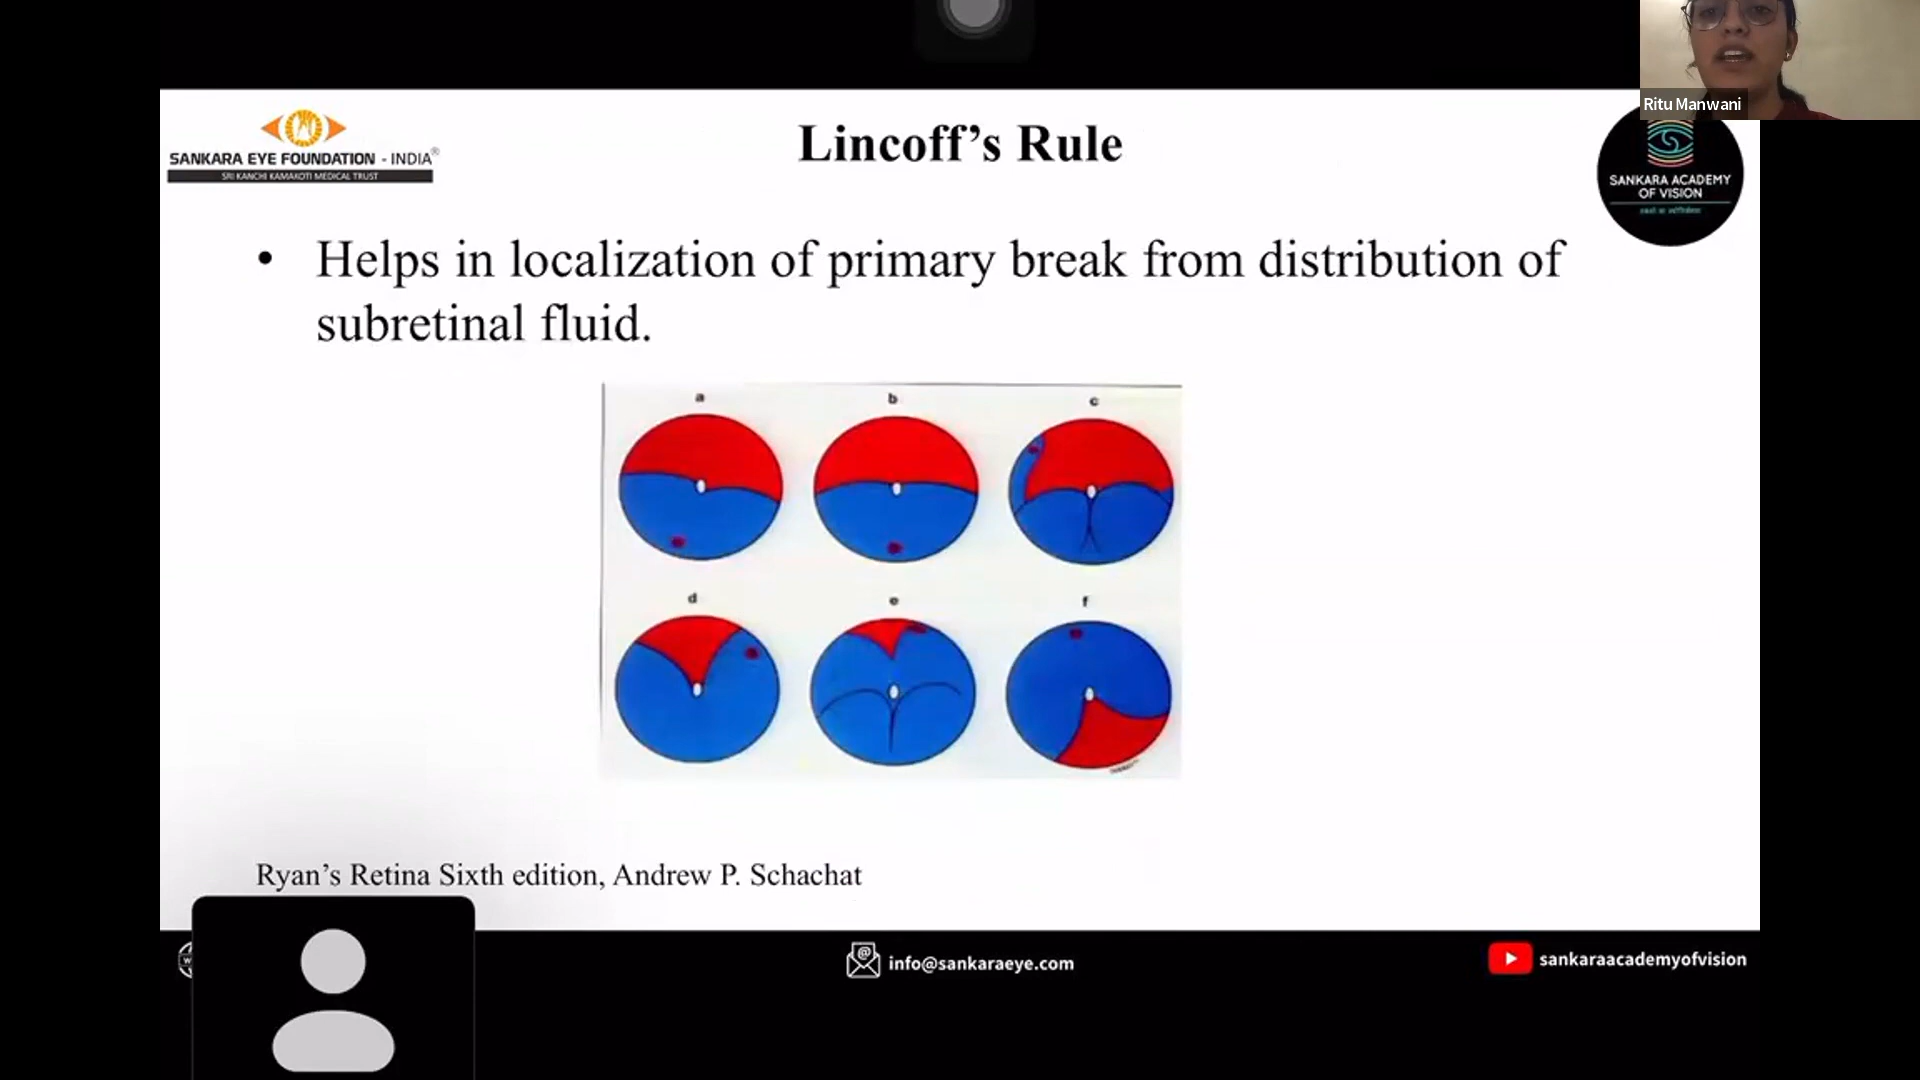 Ritu Manwani
SANKARA EYE FOUNDATION - INDIA®
SRI KANCHI KAMAKOTI MEDICAL TRUST
Lincoff’s Rule
SANKARA ACADEMY
OF VISION
• Helps in localization of primary break from distribution of
subretinal fluid.
a b c
d e f
Ryan’s Retina Sixth edition, Andrew P. Schachat
info@sankaraeye.com
sankaraacademyofvision